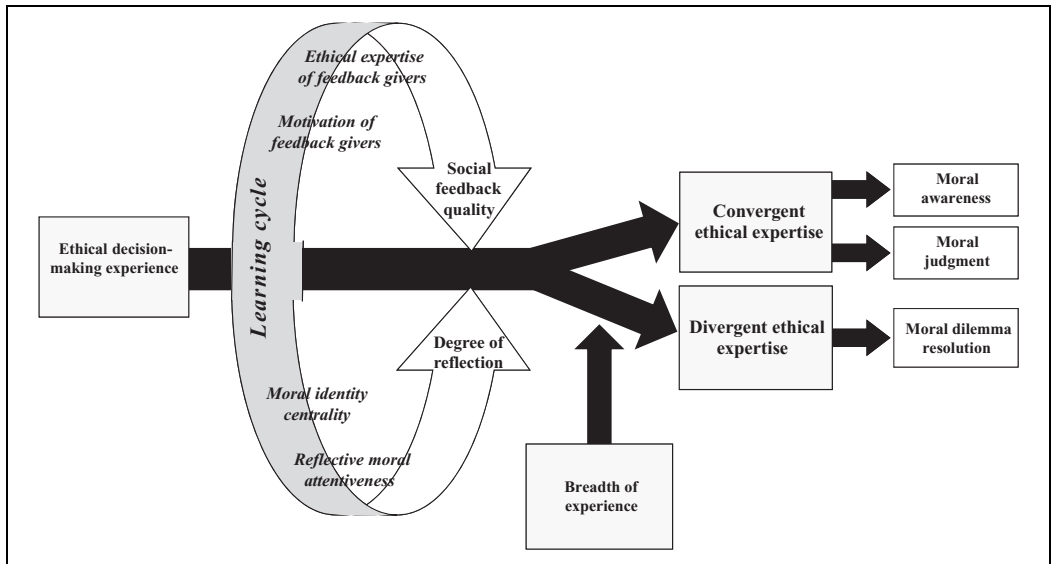 Ethical expertise
of feedback givers
Motivation of
feedback givers
Social
feedback
quality
Learning cycle
Ethical decision-
making experience
Convergent
ethical expertise
Moral
awareness
Moral
judgment
Divergent ethical
expertise
Moral dilemma
resolution
Degree of
reflection
Moral identity
centrality
Reflective moral
attentiveness
Breadth of
experience